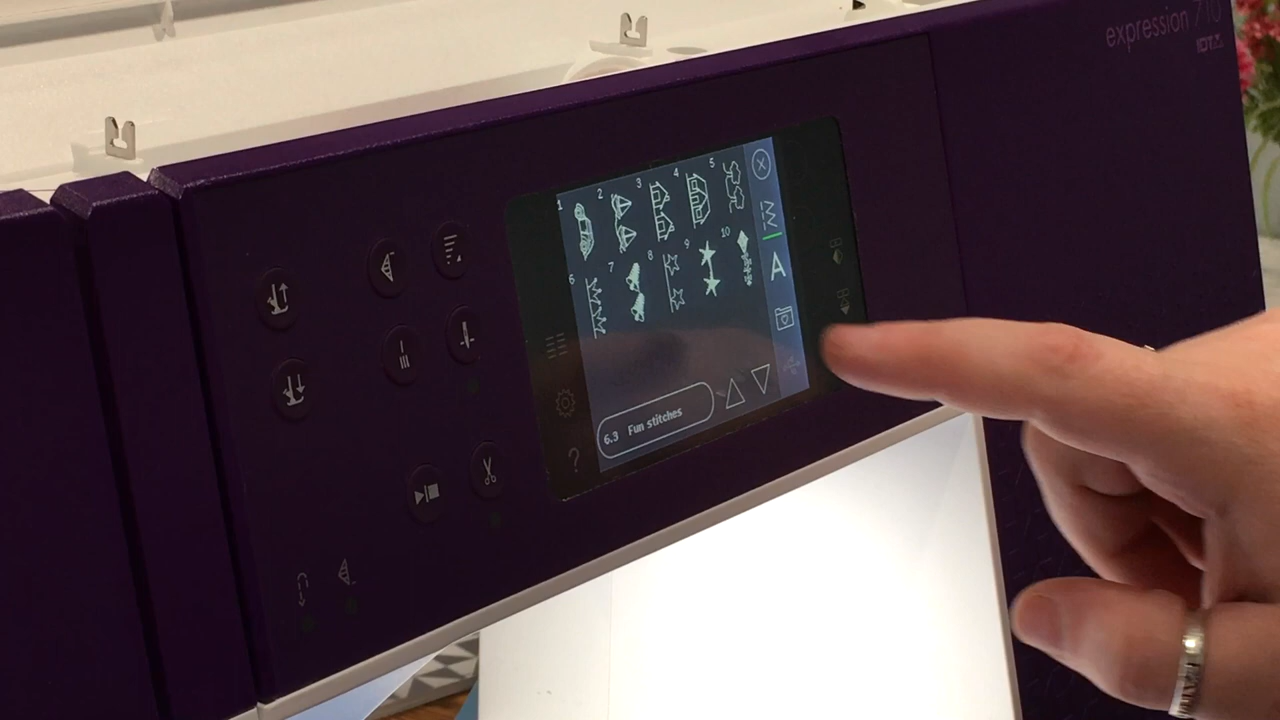 expression 710
1 2 3 4 5
6 7 8 9 10
A
?
6.3 Fun stitches